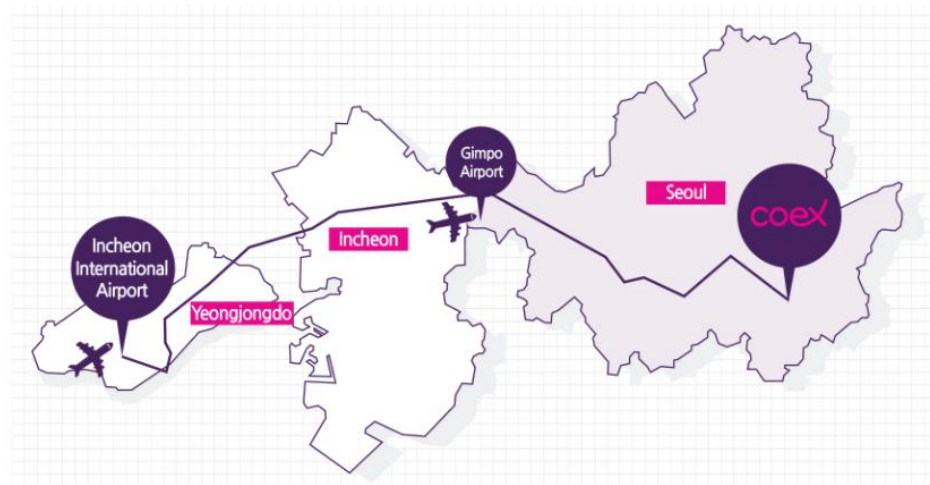 Incheon
International
Airport
Yeongjongdo
Incheon
Gimpo
Airport
Seoul
coex